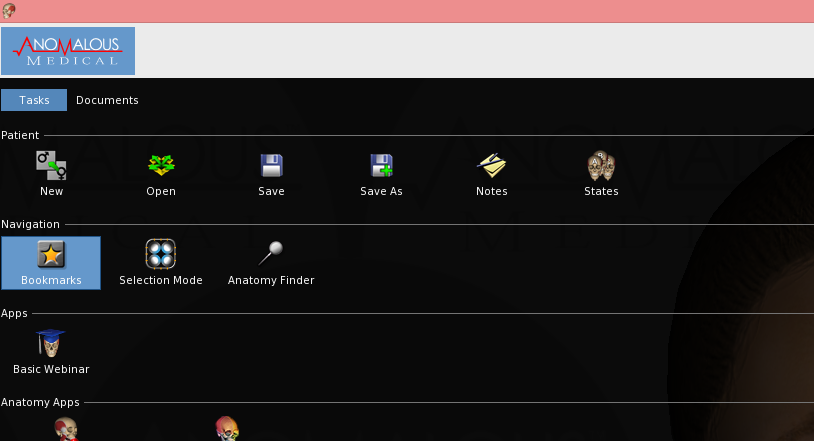 ANOMALOUS
MEDICAL
Tasks Documents
Patient
New Open Save Save As Notes States
Navigation
Bookmarks Selection Mode Anatomy Finder
Apps
Basic Webinar
Anatomy Apps